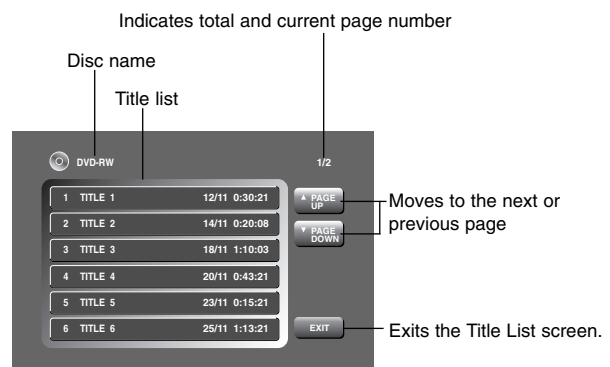 Indicates total and current page number
Disc name
Title list
DVD-RW
1/2
1 TITLE 1 12/11 0:30:21
2 TITLE 2 14/11 0:20:08
3 TITLE 3 18/11 1:10:03
4 TITLE 4 20/11 0:43:21
5 TITLE 5 23/11 0:15:21
6 TITLE 6 25/11 1:13:21
▲ PAGE
UP
▼ PAGE
DOWN
EXIT
Moves to the next or
previous page
Exits the Title List screen.